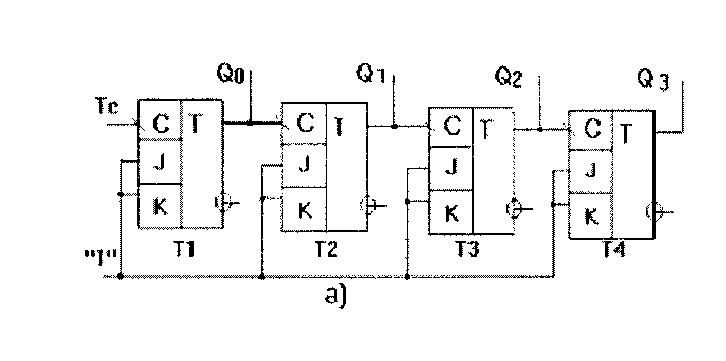 Q0 Q1 Q2 Q3
Tc C T C T C T C T
J J J J
K K K K
"1" T1 T2 T3 T4
a)